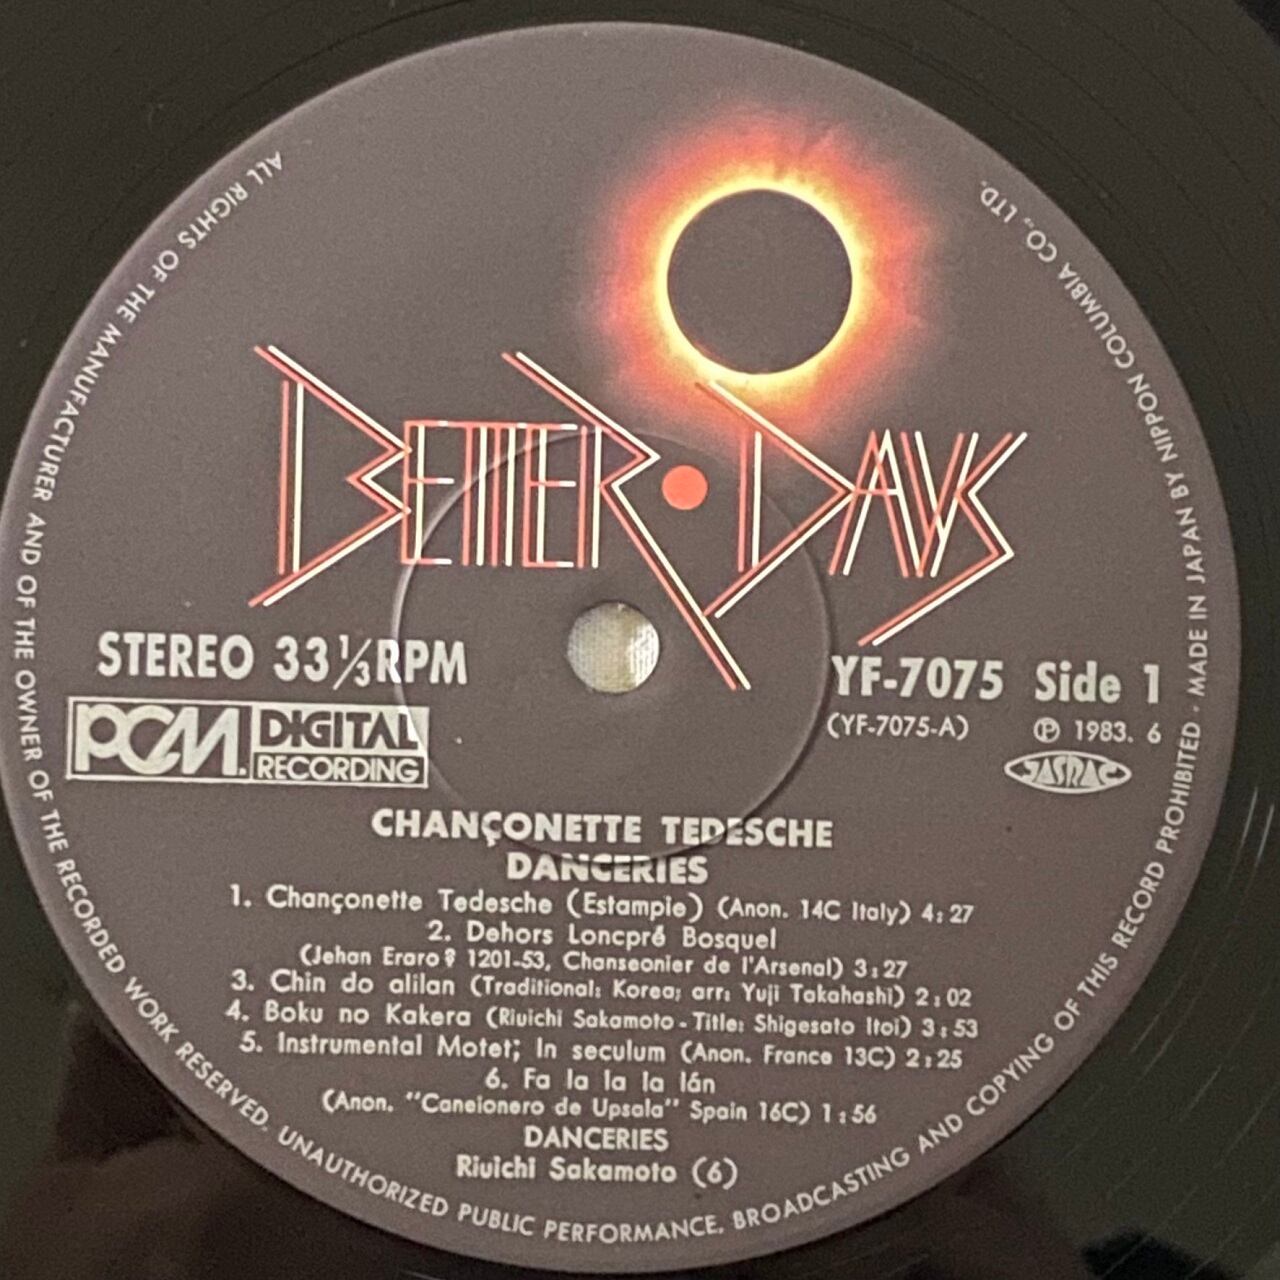 BETTER • DAYS
STEREO 33 1/3 RPM
YF-7075 Side 1
(YF-7075-A) Ⓟ 1983. 6
PCM. DIGITAL
RECORDING
JASRAC
CHANÇONETTE TEDESCHE
DANCERIES
1. Chançonette Tedesche (Estampie) (Anon. 14C Italy) 4:27
2. Dehors Loncpré Bosquel
(Jehan Eraro ? 1201-53, Chanseonier de l'Arsenal) 3:27
3. Chin do alilan (Traditional: Korea; arr: Yuji Takahashi) 2:02
4. Boku no Kakera (Riuichi Sakamoto - Title: Shigesato Itoi) 3:53
5. Instrumental Motet; In seculum (Anon. France 13C) 2:25
6. Fa la la la lán
(Anon. "Caneionero de Upsala" Spain 16C) 1:56
DANCERIES
Riuichi Sakamoto (6)
ALL RIGHTS OF THE MANUFACTURER AND OF THE OWNER OF THE RECORDED WORK RESERVED. UNAUTHORIZED PUBLIC PERFORMANCE. BROADCASTING AND COPYING OF THIS RECORD PROHIBITED · MADE IN JAPAN BY NIPPON COLUMBIA CO., LTD.